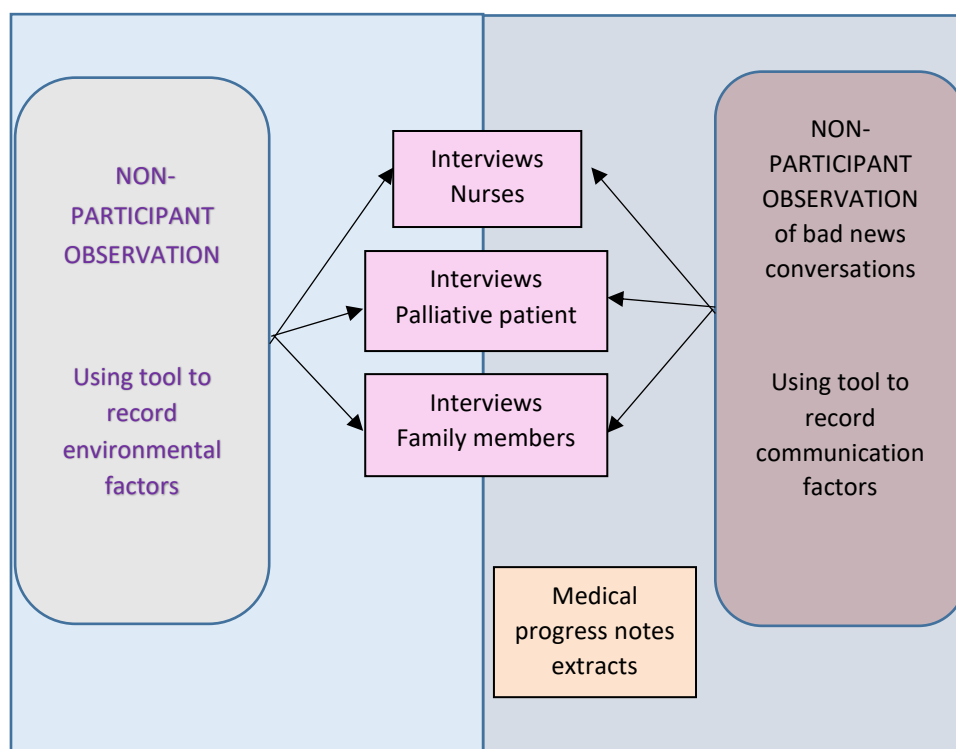 NON-
PARTICIPANT
OBSERVATION
Using tool to
record
environmental
factors
Interviews
Nurses
Interviews
Palliative patient
Interviews
Family members
NON-
PARTICIPANT
OBSERVATION
of bad news
conversations
Using tool to
record
communication
factors
Medical
progress notes
extracts